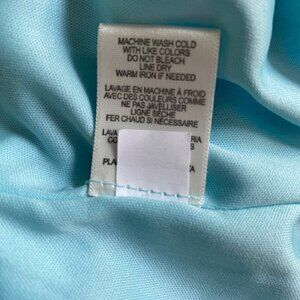 MACHINE WASH COLD
WITH LIKE COLORS
DO NOT BLEACH
LINE DRY
WARM IRON IF NEEDED
LAVAGE EN MACHINE À FROID
AVEC DES COULEURS COMME
NE PAS JAVELLISER
LIGNE SÈCHE
FER CHAUD SI NÉCESSAIRE